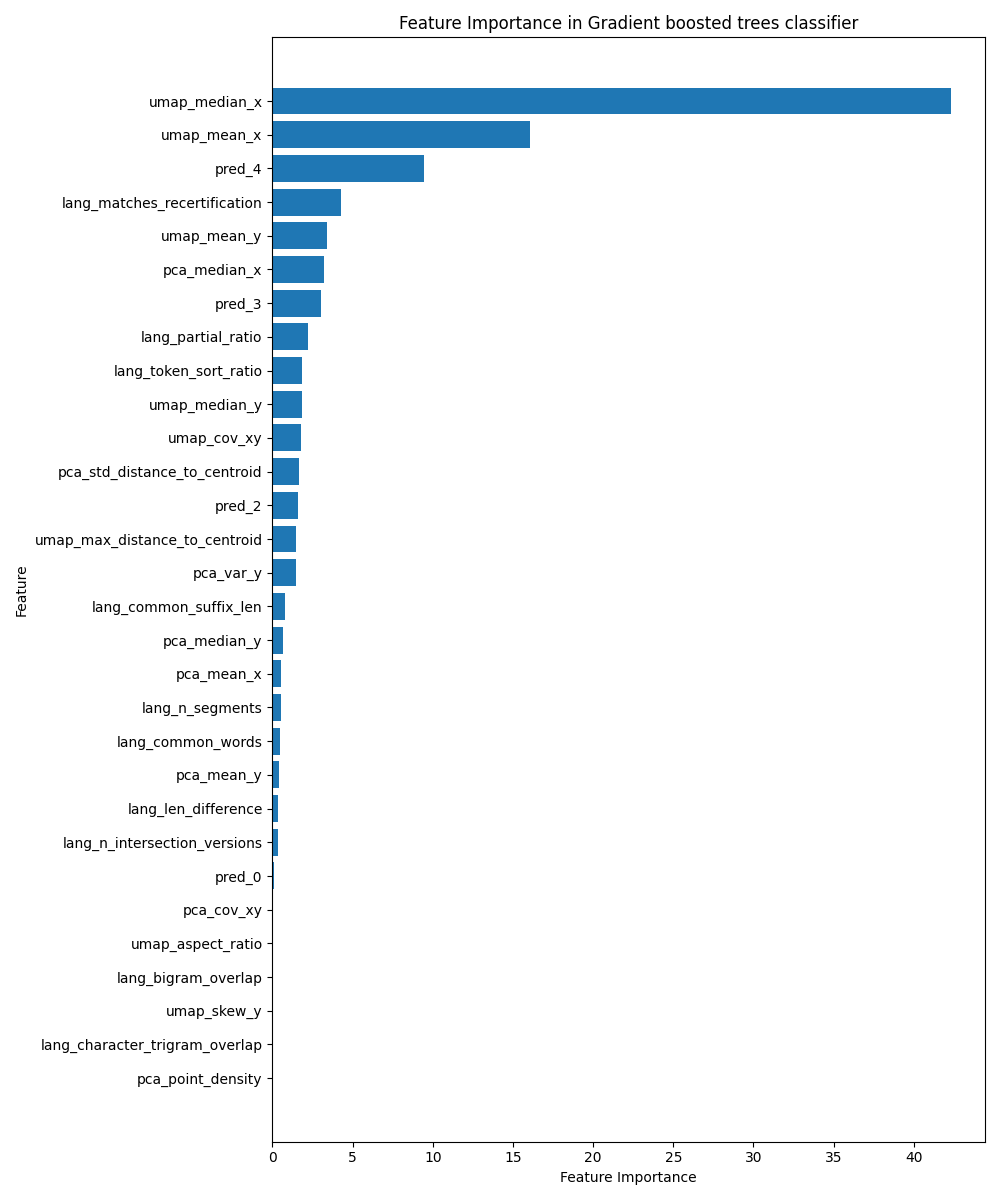 Feature Importance in Gradient boosted trees classifier
umap_median_x
umap_mean_x
pred_4
lang_matches_recertification
umap_mean_y
pca_median_x
pred_3
lang_partial_ratio
lang_token_sort_ratio
umap_median_y
umap_cov_xy
pca_std_distance_to_centroid
pred_2
umap_max_distance_to_centroid
pca_var_y
lang_common_suffix_len
pca_median_y
pca_mean_x
lang_n_segments
lang_common_words
pca_mean_y
lang_len_difference
lang_n_intersection_versions
pred_0
pca_cov_xy
umap_aspect_ratio
lang_bigram_overlap
umap_skew_y
lang_character_trigram_overlap
pca_point_density
Feature
0 5 10 15 20 25 30 35 40
Feature Importance